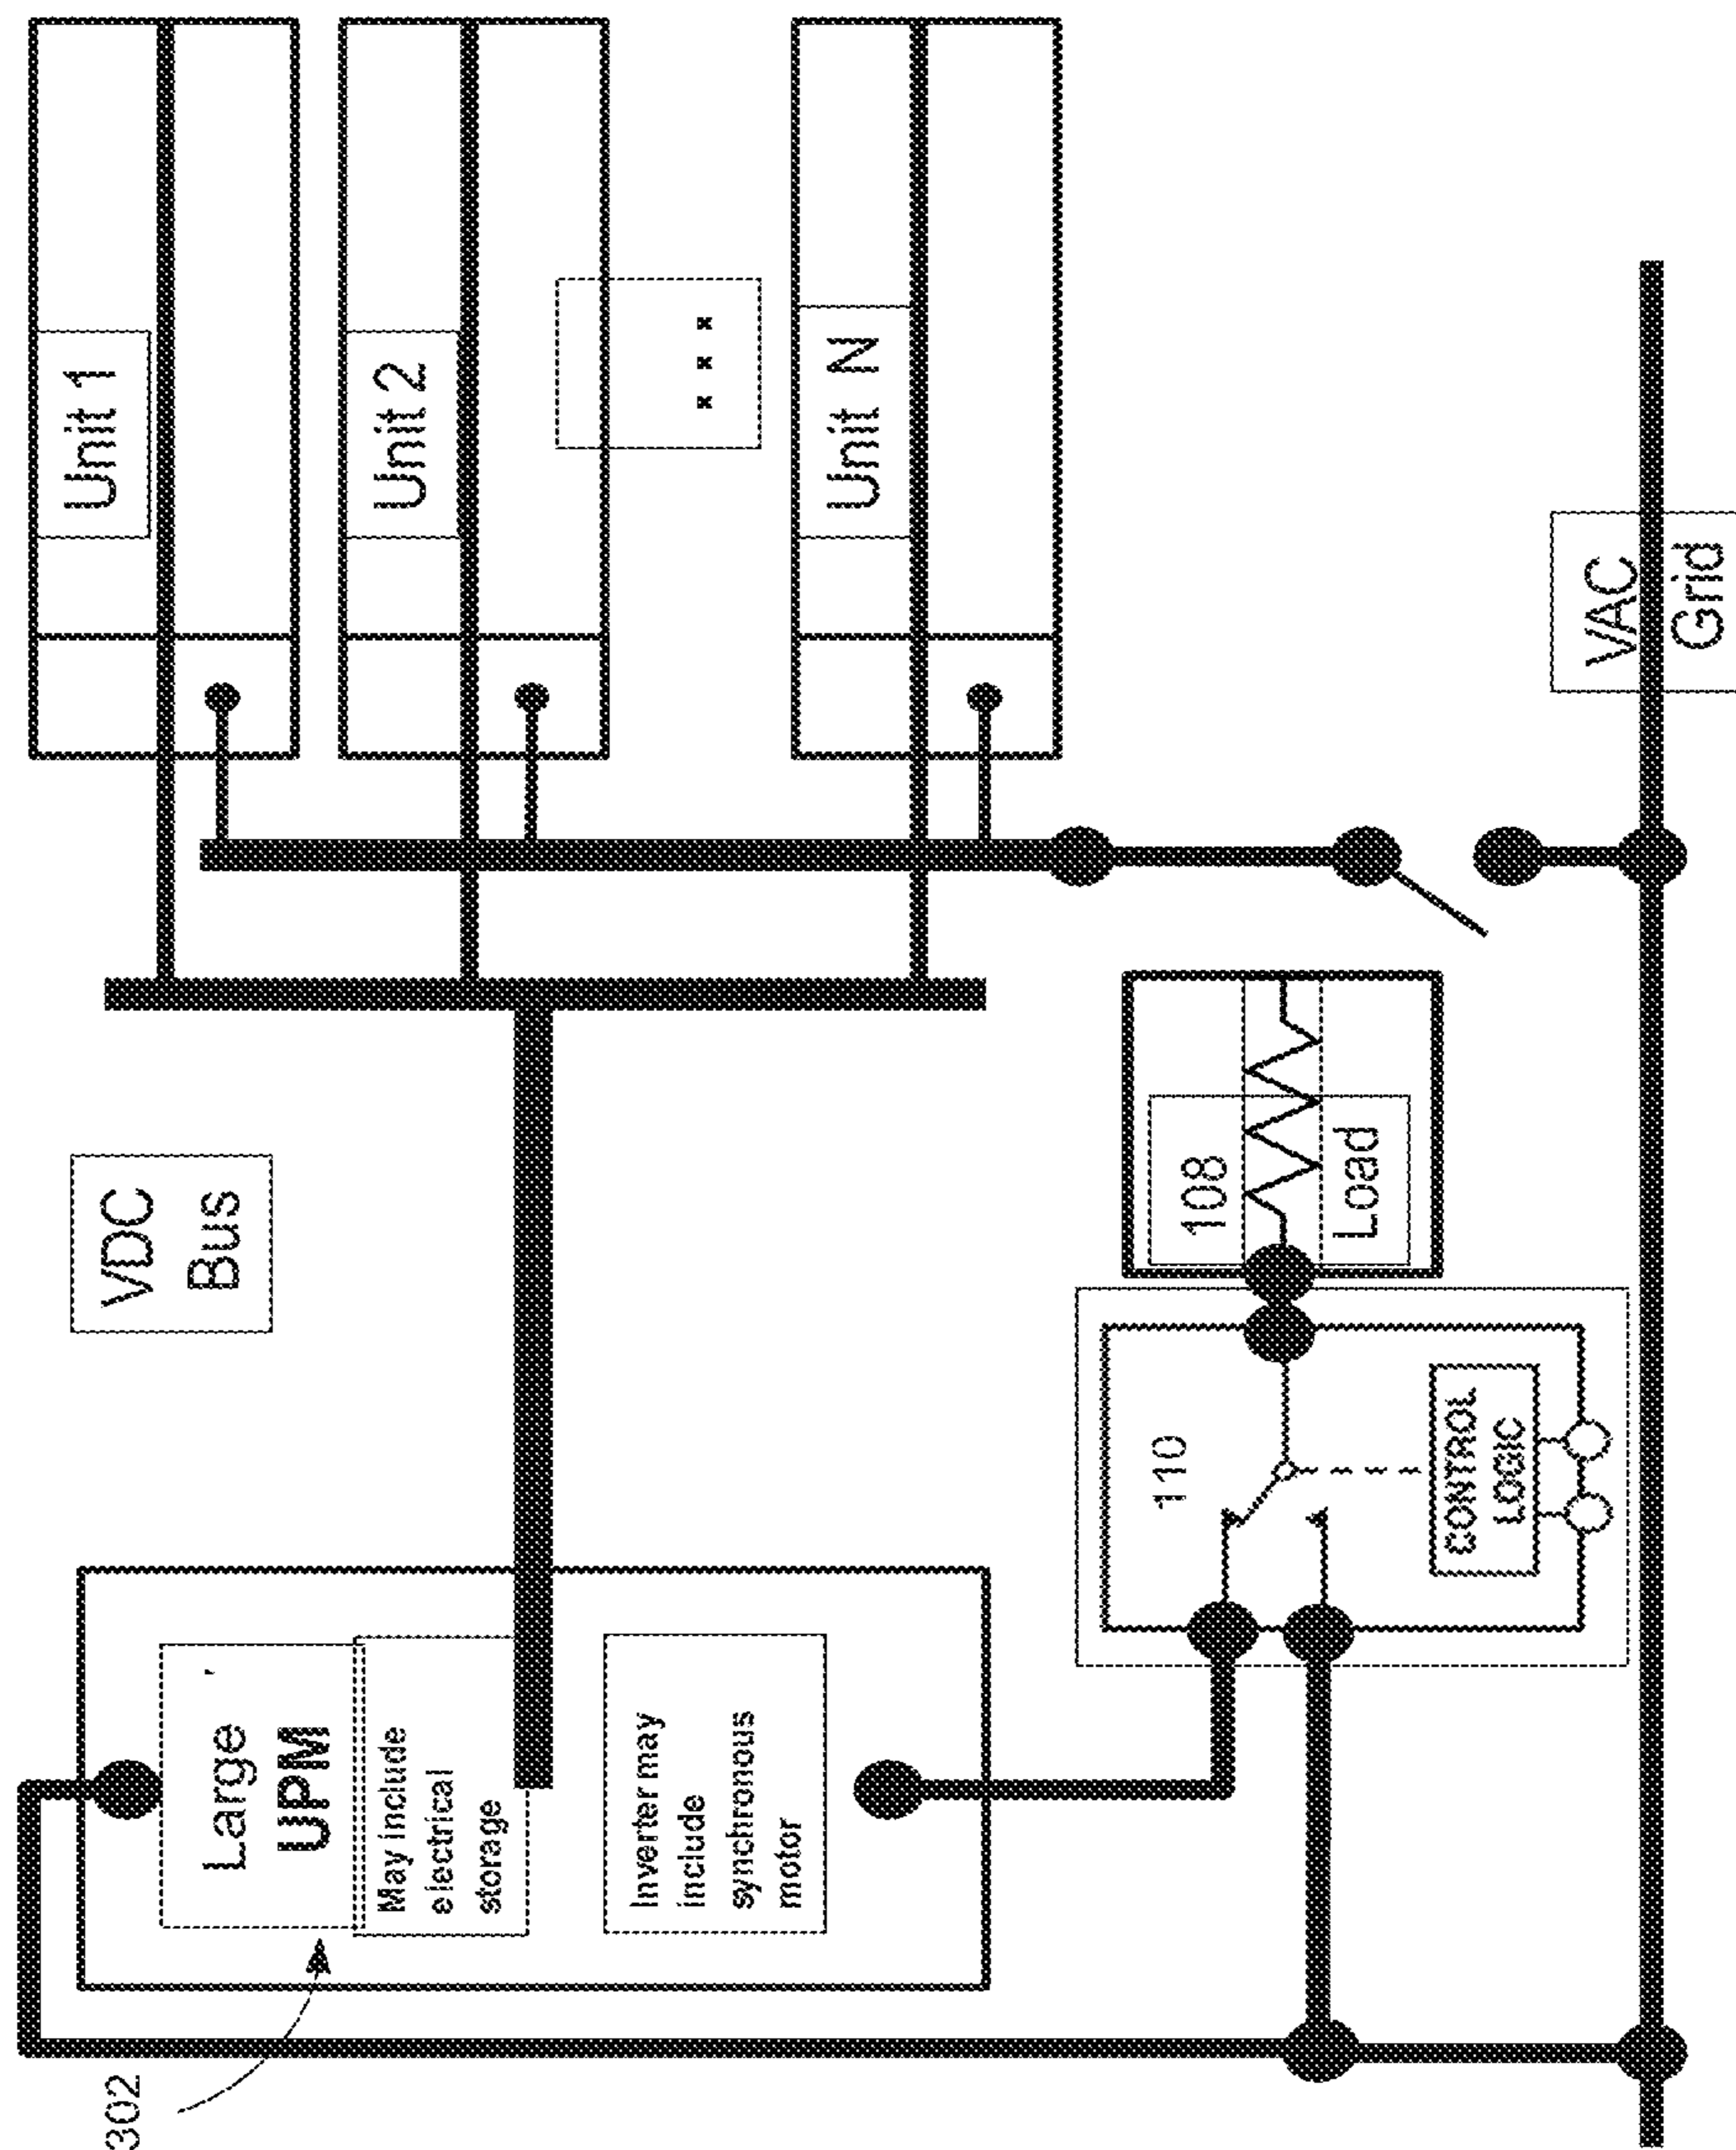 302
Large
UPM
May include
electrical
storage
Inverter may
include
synchronous
motor
VDC
Bus
Unit 1
Unit 2
Unit N
110
CONTROL
LOGIC
108
Load
VAC
Grid